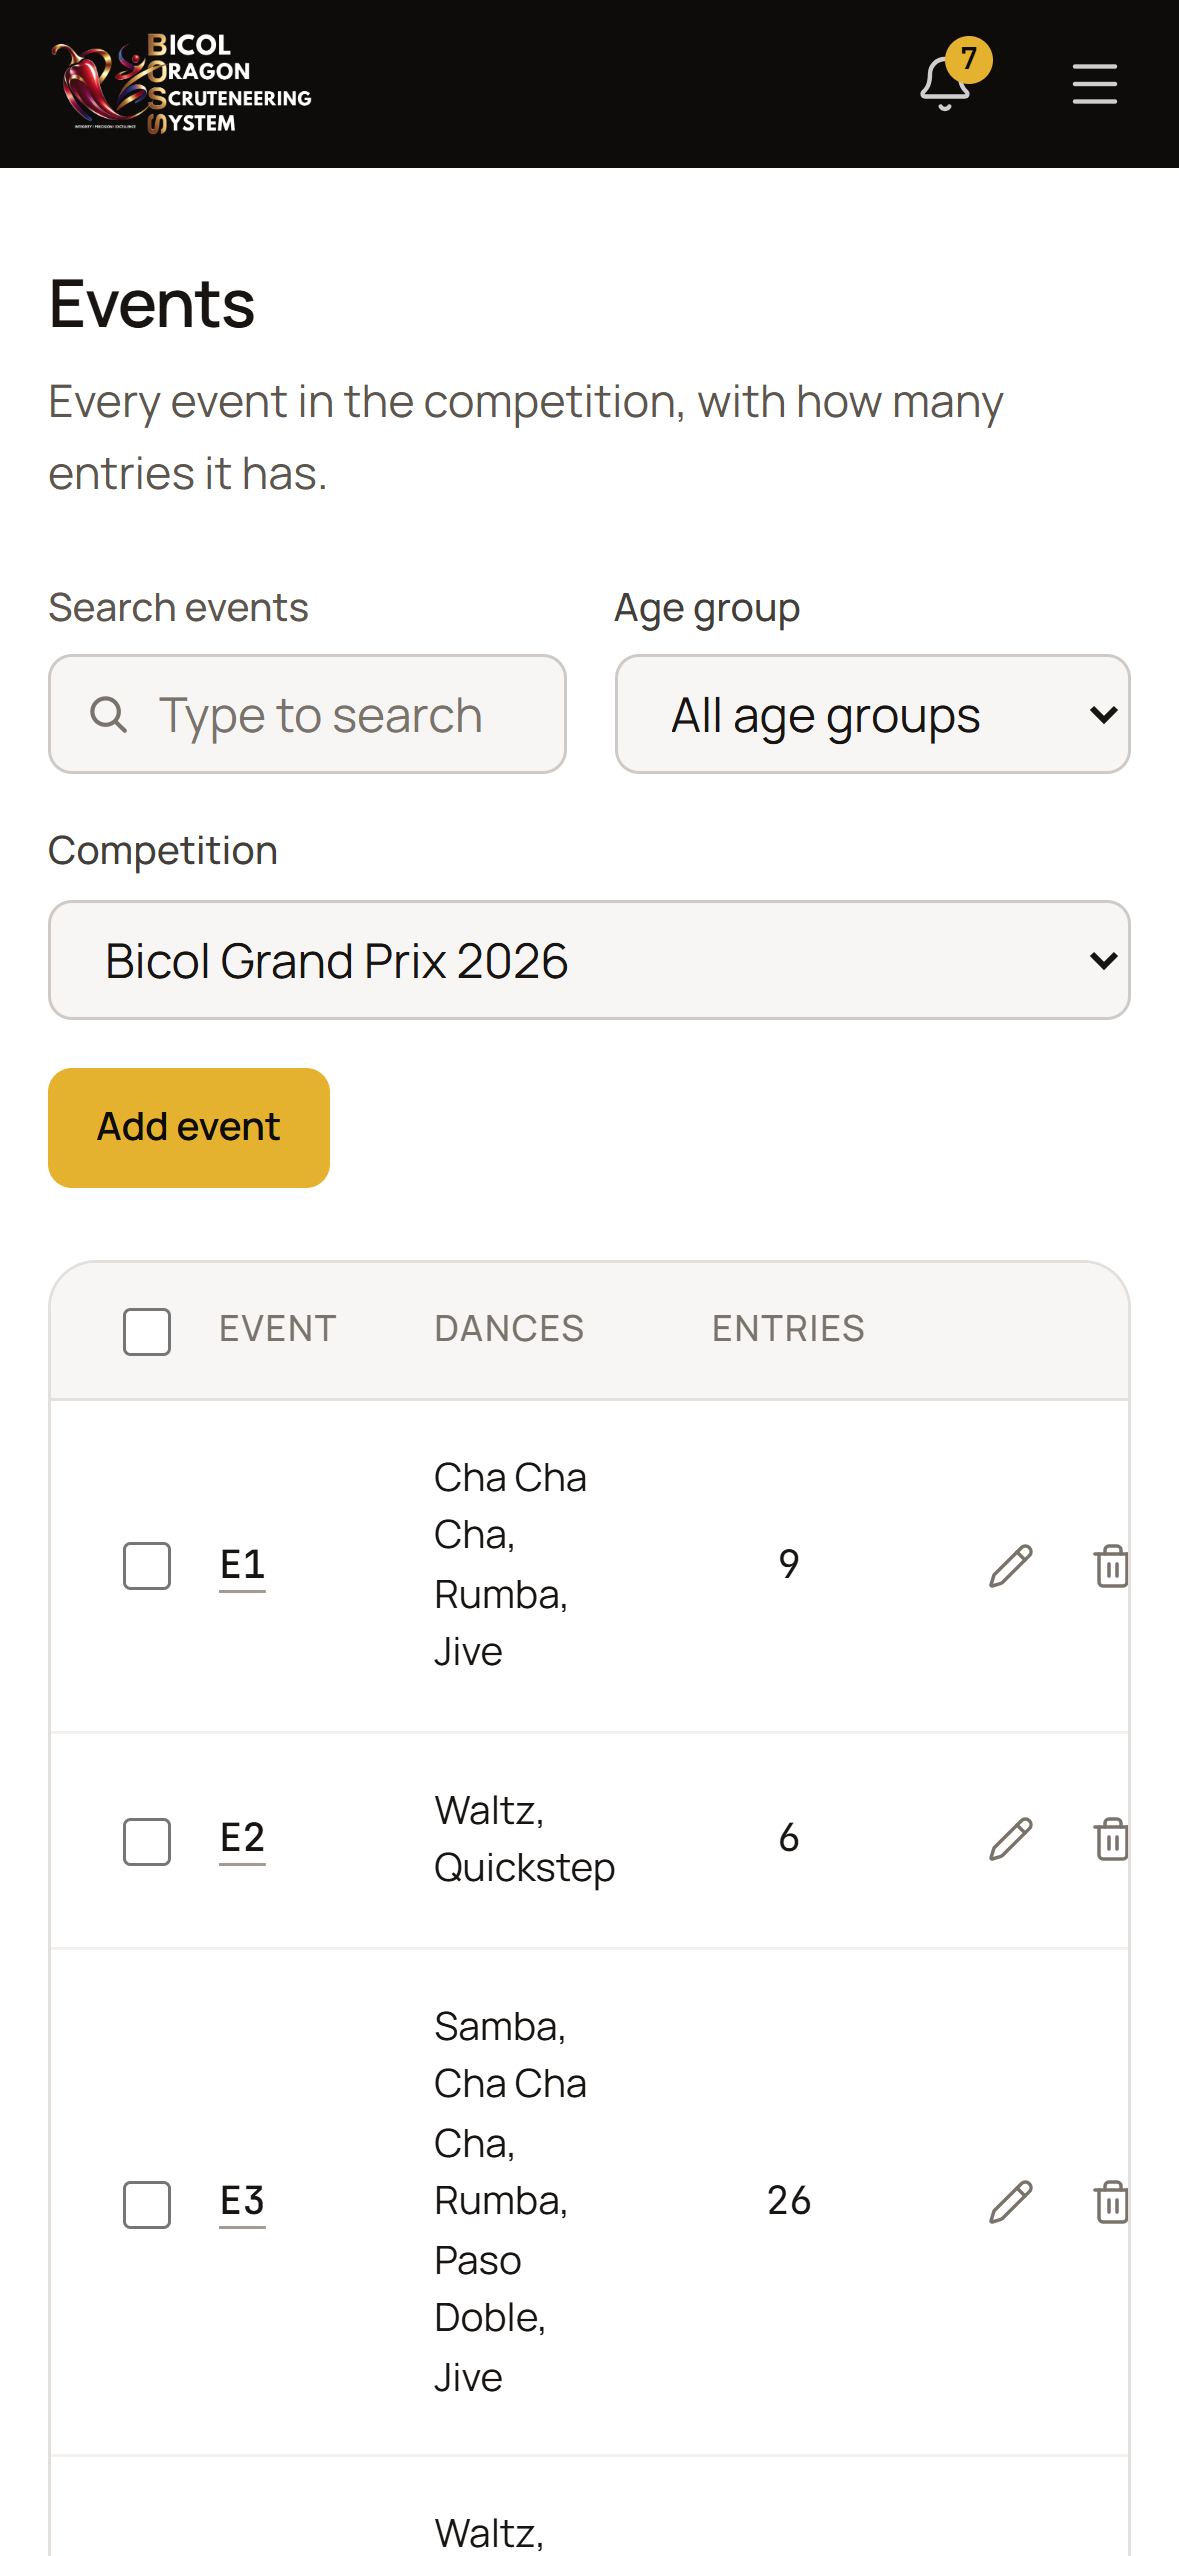 BICOL
DRAGON
SCRUTENEERING
SYSTEM
INTEGRITY | PRECISION | EXCELLENCE
7
Events
Every event in the competition, with how many
entries it has.
Search events
Age group
Type to search
All age groups
Competition
Bicol Grand Prix 2026
Add event
EVENT DANCES ENTRIES
Cha Cha
Cha,
E1 9
Rumba,
Jive
Waltz,
E2 6
Quickstep
Samba,
Cha Cha
Cha,
E3 Rumba, 26
Paso
Doble,
Jive
Waltz,